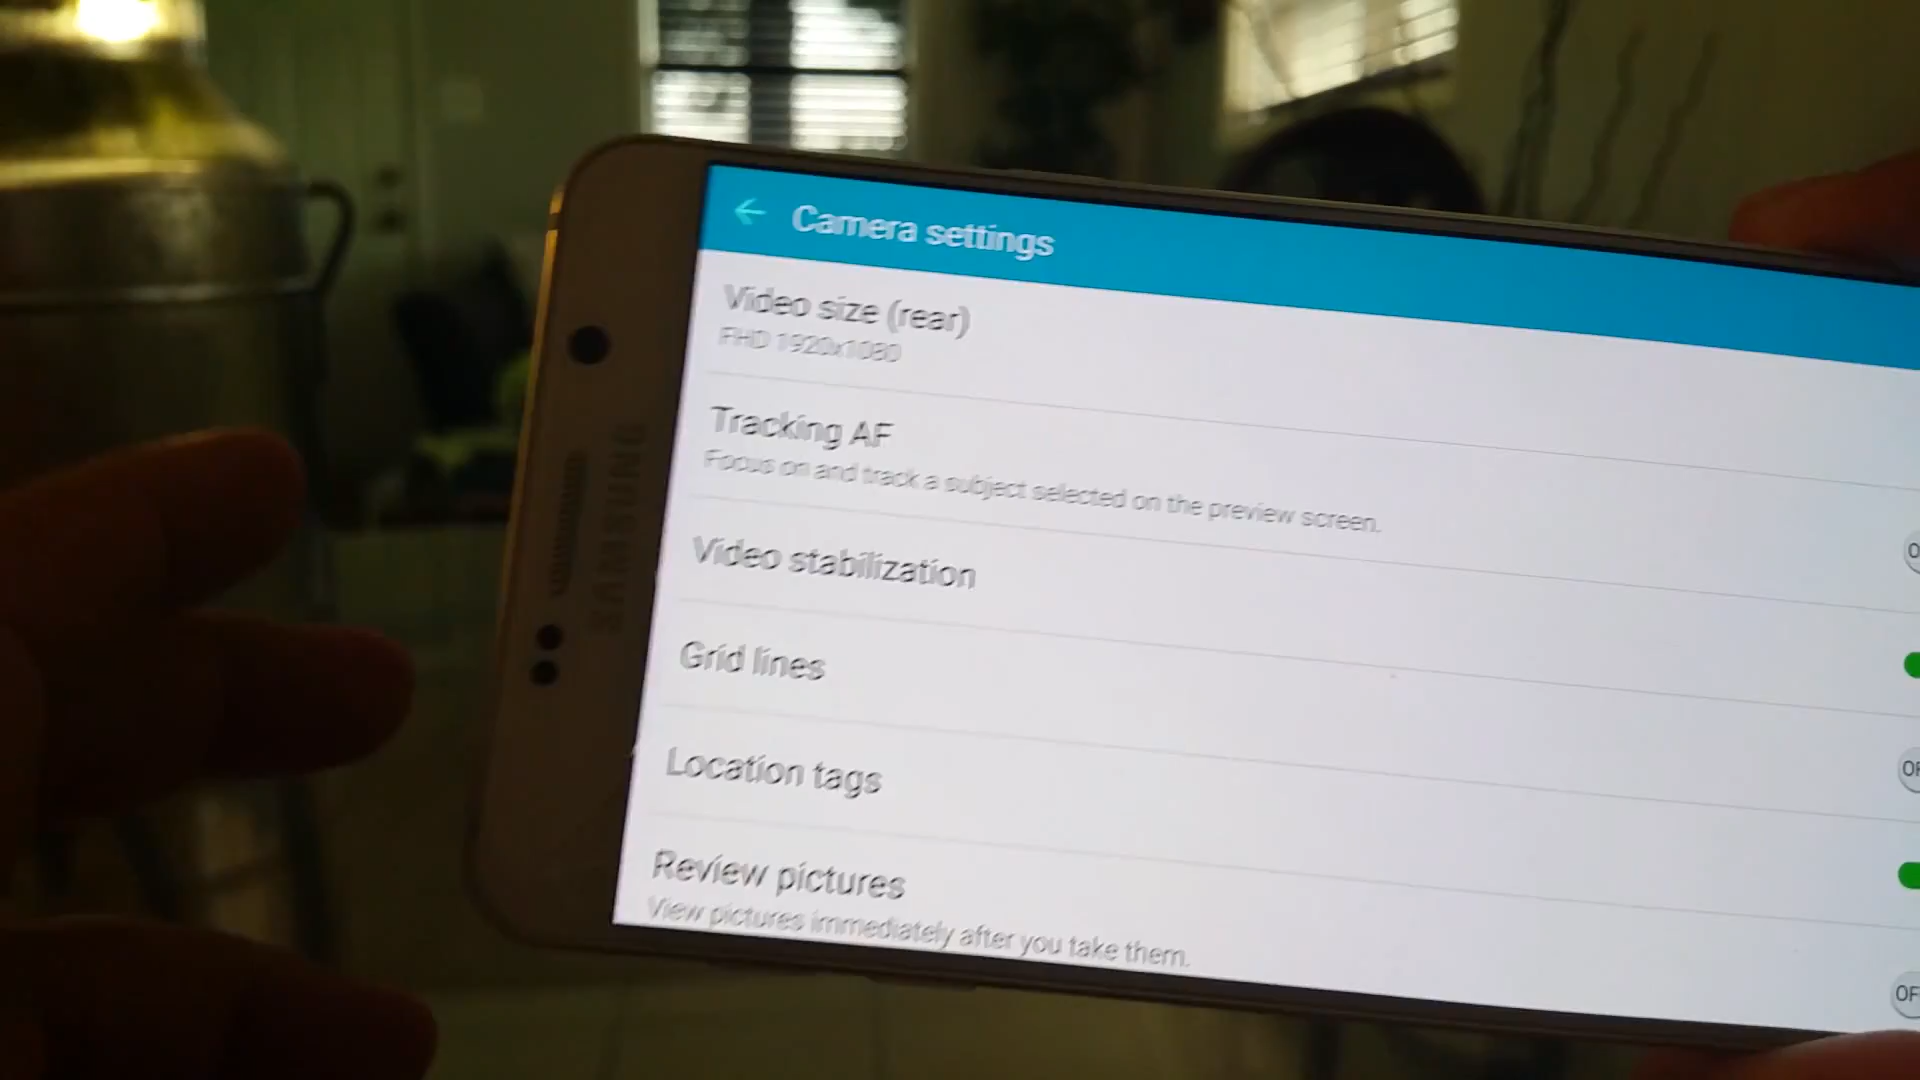 Camera settings
Video size (rear)
FHD 1920x1080
Tracking AF
Focus on and track a subject selected on the preview screen.
Video stabilization
Grid lines
Location tags
Review pictures
View pictures immediately after you take them.
SAMSUNG